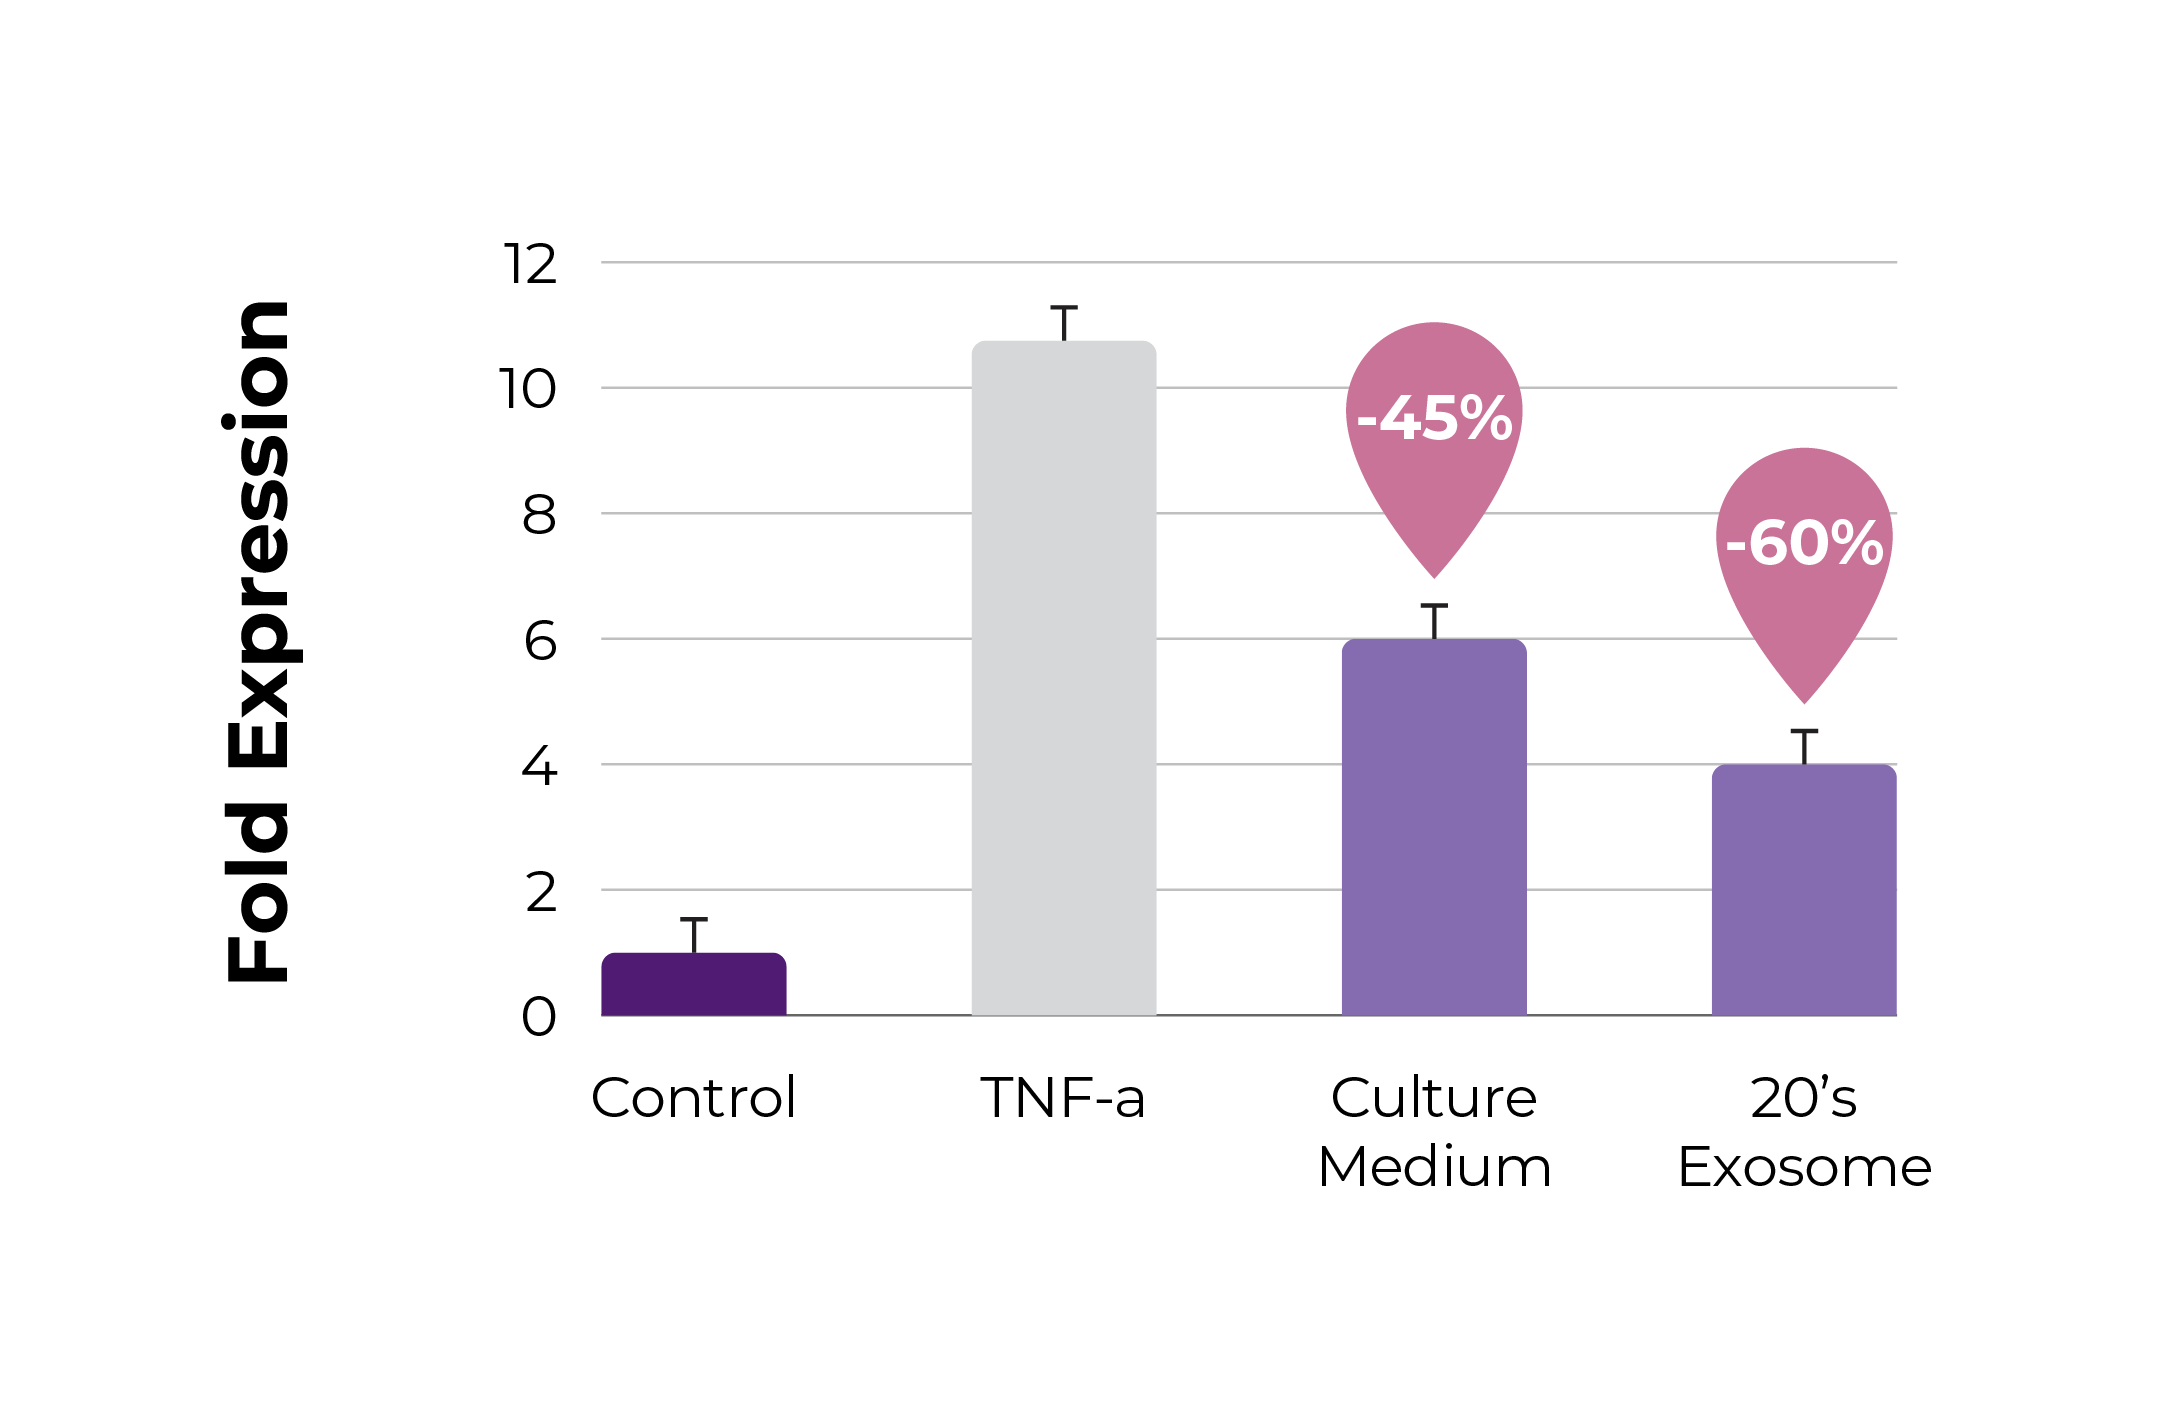 Fold Expression
12
10
8
6
4
2
0
-45%
-60%
Control
TNF-a
Culture
Medium
20’s
Exosome